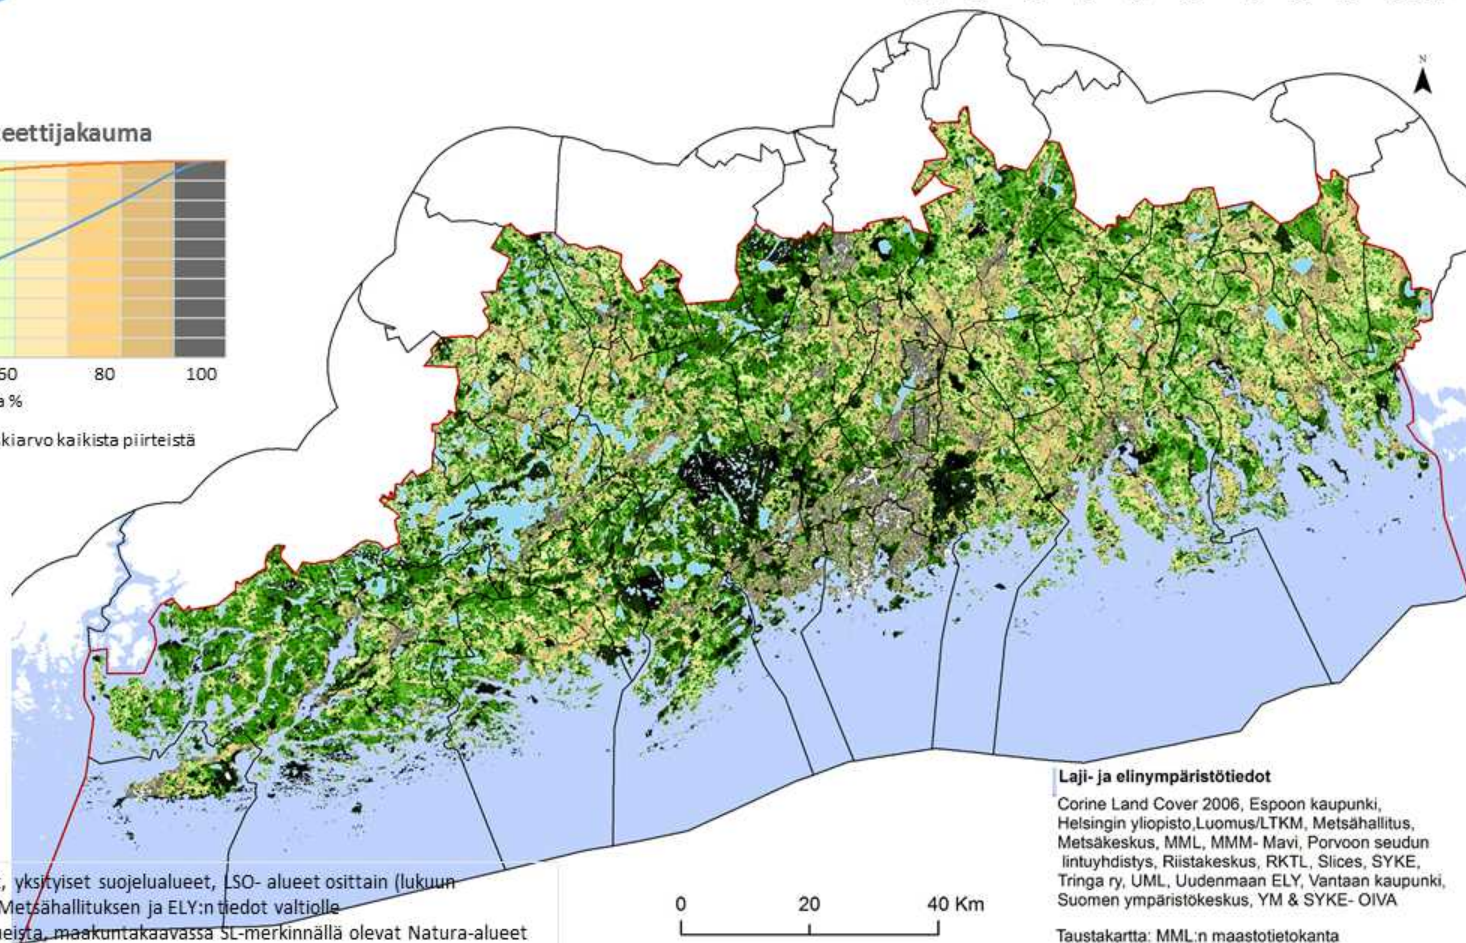 N
eettijakauma
60 80 100
a %
kiarvo kaikista piirteistä
Laji- ja elinympäristötiedot
Corine Land Cover 2006, Espoon kaupunki,
Helsingin yliopisto,Luomus/LTKM, Metsähallitus,
Metsäkeskus, MML, MMM- Mavi, Porvoon seudun
lintuyhdistys, Riistakeskus, RKTL, Slices, SYKE,
Tringa ry, UML, Uudenmaan ELY, Vantaan kaupunki,
Suomen ympäristökeskus, YM & SYKE- OIVA
Taustakartta: MML:n maastotietokanta
, yksityiset suojelualueet, LSO- alueet osittain (lukuun
Metsähallituksen ja ELY:n tiedot valtiolle
eista, maakuntakaavassa SL-merkinnällä olevat Natura-alueet
0 20 40 Km